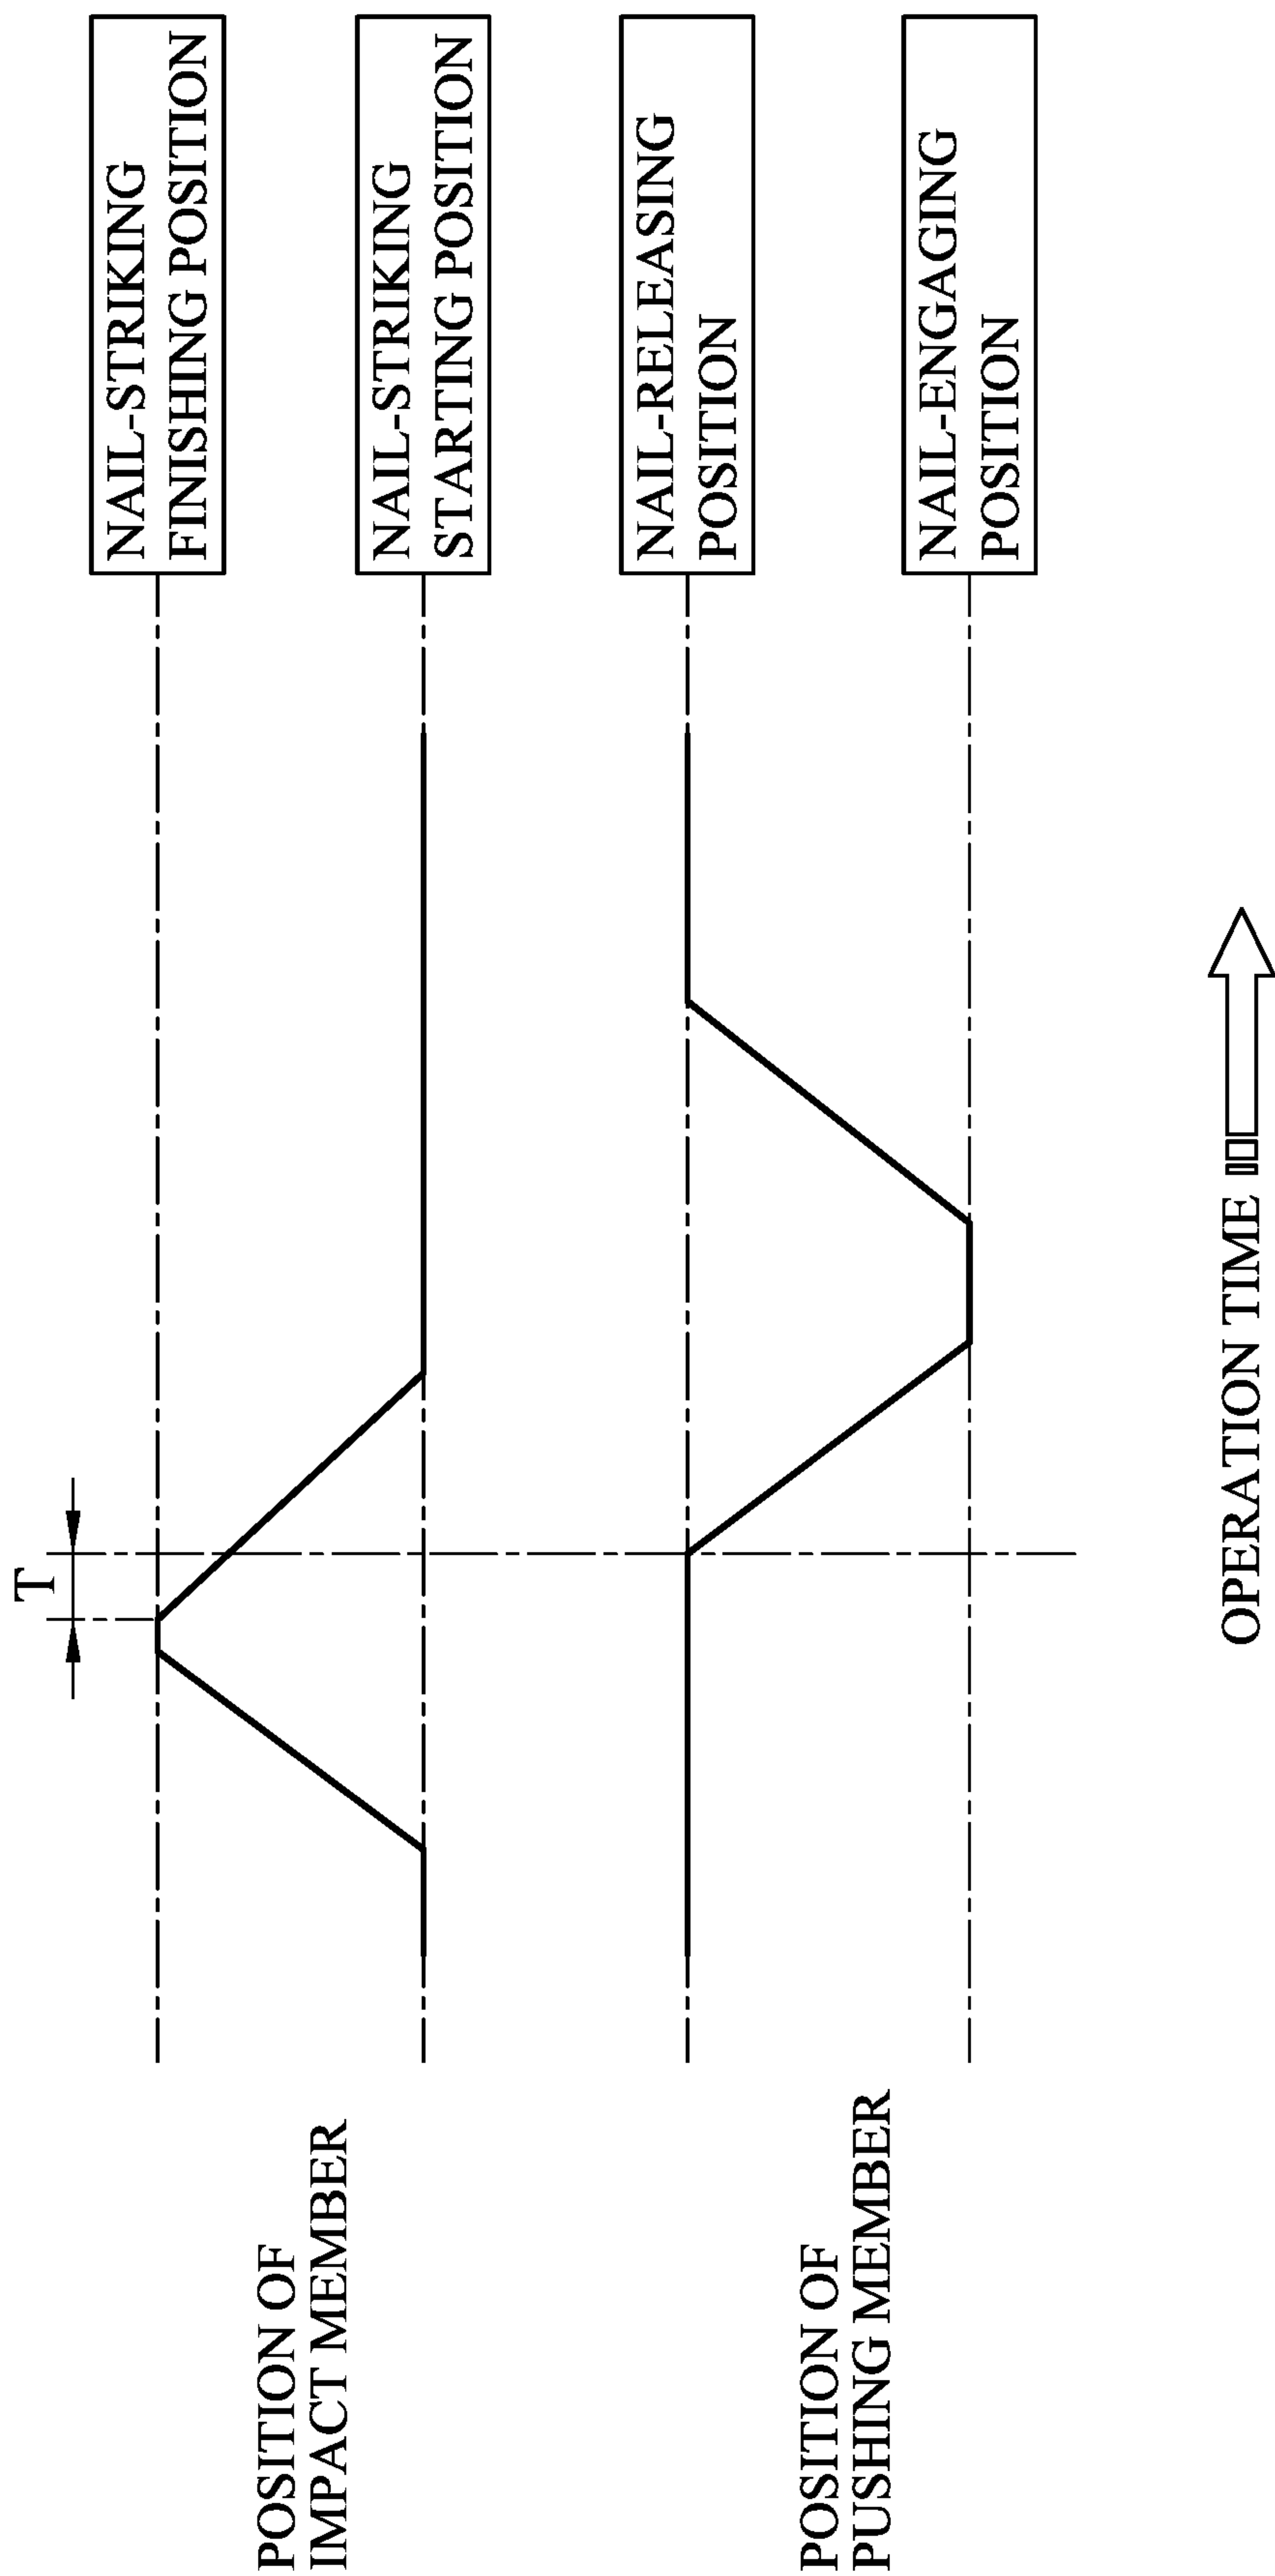 T
NAIL-STRIKING
FINISHING POSITION
POSITION OF
IMPACT MEMBER
NAIL-STRIKING
STARTING POSITION
NAIL-RELEASING
POSITION
POSITION OF
PUSHING MEMBER
NAIL-ENGAGING
POSITION
OPERATION TIME